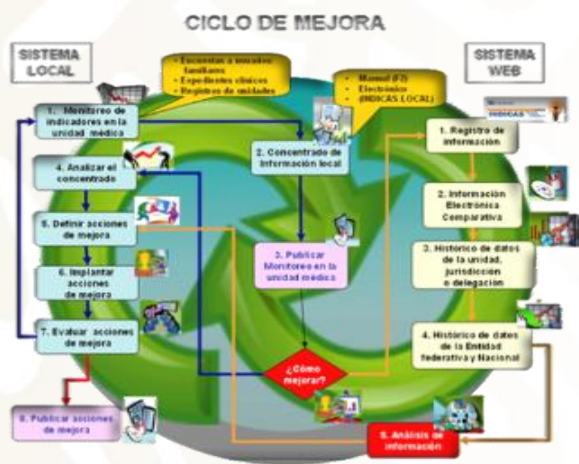 CICLO DE MEJORA
SISTEMA
LOCAL
SISTEMA
WEB
• Encuestas a usuarios
familiares
• Expedientes clínicos
• Registros de unidades
• Manual (F2)
• Electrónico
• (INDICAS LOCAL)
INDICAS
1. Monitoreo de
indicadores en la
unidad médica
2. Concentrado de
información local
1. Registro de
información
4. Analizar el
concentrado
2. Información
Electrónica
Comparativa
5. Definir acciones
de mejora
3. Publicar
Monitoreo en la
unidad médica
3. Histórico de datos
de la unidad,
jurisdicción
o delegación
6. Implantar
acciones
de mejora
7. Evaluar acciones
de mejora
4. Histórico de datos
de la Entidad
federativa y Nacional
¿Cómo
mejorar?
8. Publicar acciones
de mejora
5. Análisis de
información